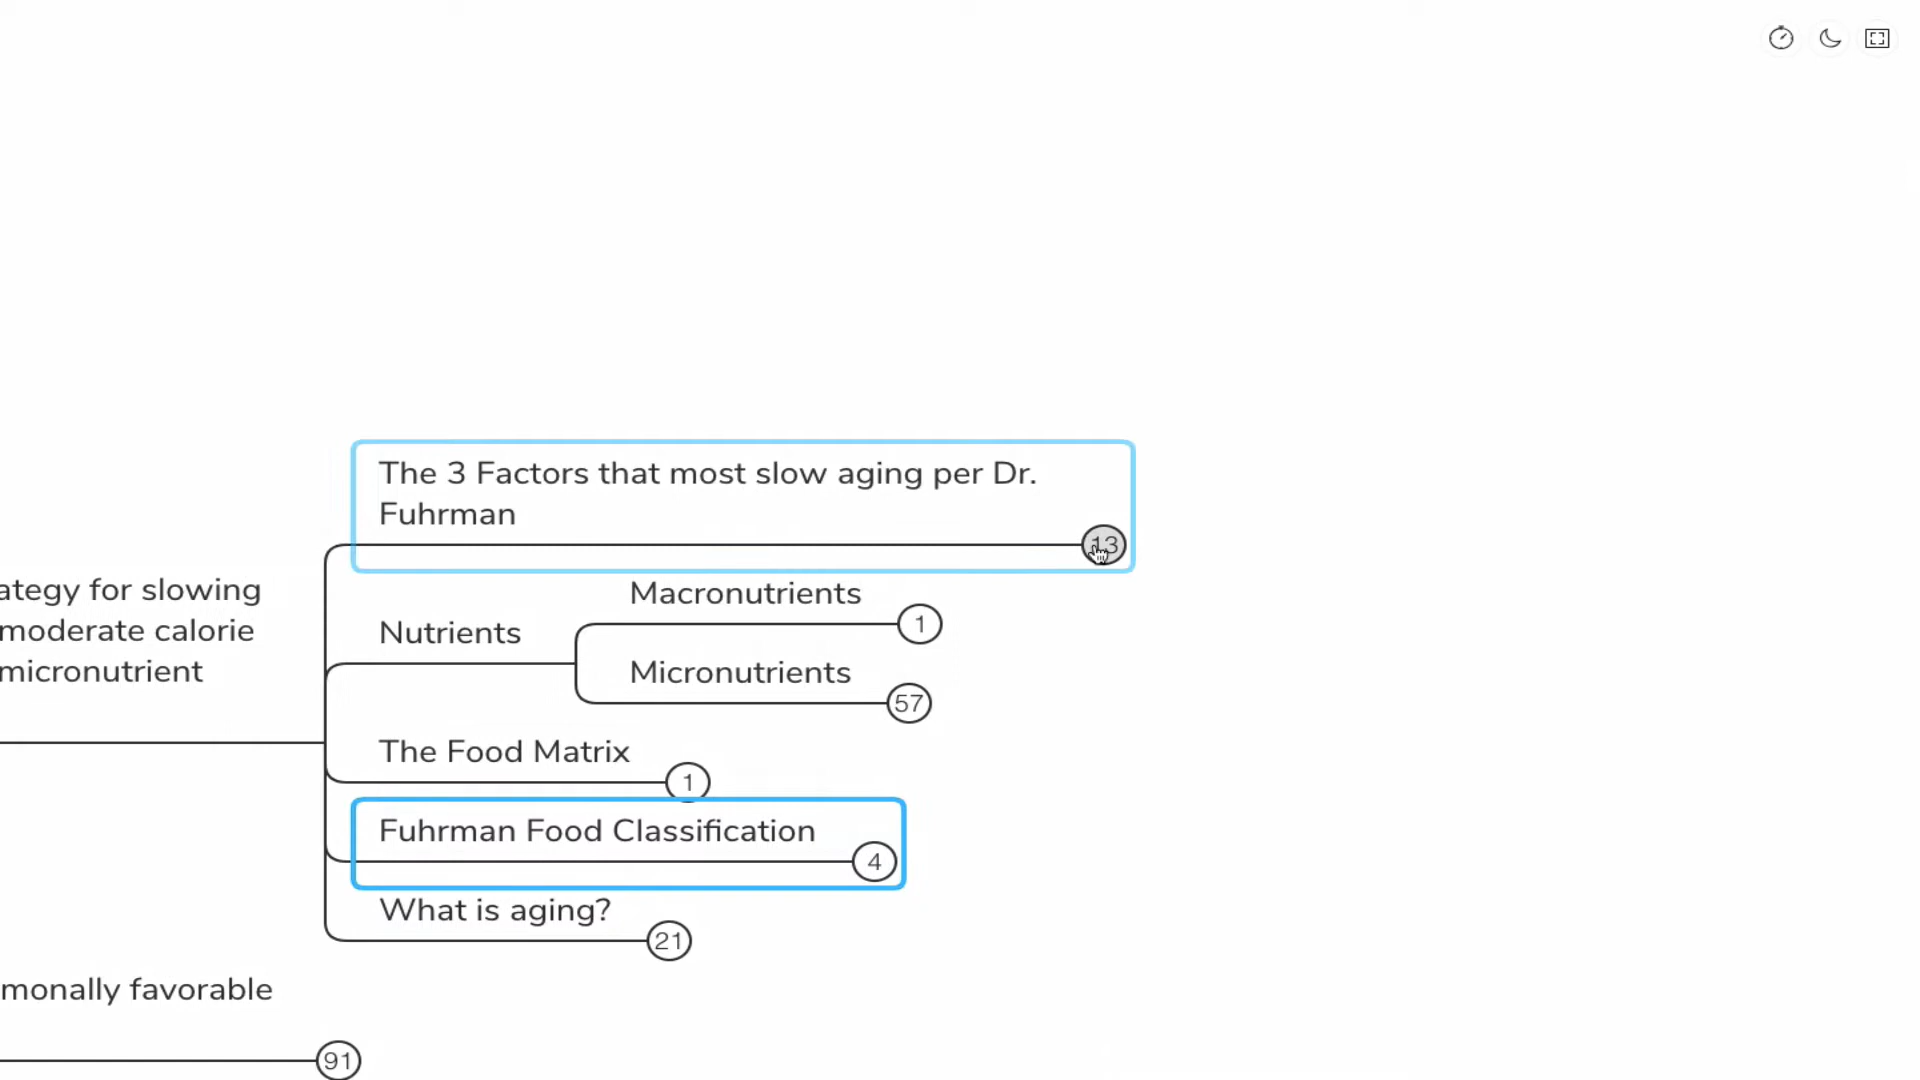 The 3 Factors that most slow aging per Dr.
Fuhrman
13
ategy for slowing
moderate calorie
micronutrient
Nutrients
Macronutrients
1
Micronutrients
57
The Food Matrix
1
Fuhrman Food Classification
4
What is aging?
21
monally favorable
91